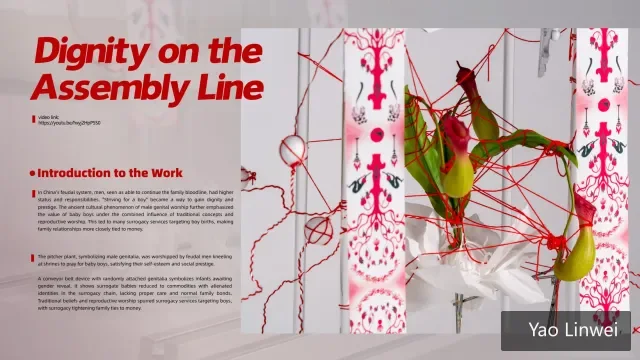 Dignity on the
Assembly Line
video link:
Introduction to the Work
In China's feudal system, men, seen as able to continue the family bloodline, had higher
status and responsibilities. "striving for a boy" became a way to gain dignity and
prestige. The ancient cultural phenomenon of male genital worship further emphasized
the value of baby boys under the combined influence of traditional concepts and
reproductive worship. This led to many surrogacy services targeting boy births, making
family relationships more closely tied to money.
The pitcher plant, symbolizing male genitalia, was worshipped by feudal men kneeling
at shrines to pray for baby boys, satisfying their self-esteem and social prestige.
A conveyor belt device with randomly attached genitalia symbolizes infants awaiting
gender reveal. It shows surrogate babies reduced to commodities with alienated
identities in the surrogacy chain, lacking proper care and normal family bonds.
Traditional beliefs and reproductive worship spurred surrogacy services targeting boys,
with surrogacy tightening family ties to money.
Yao Linwei